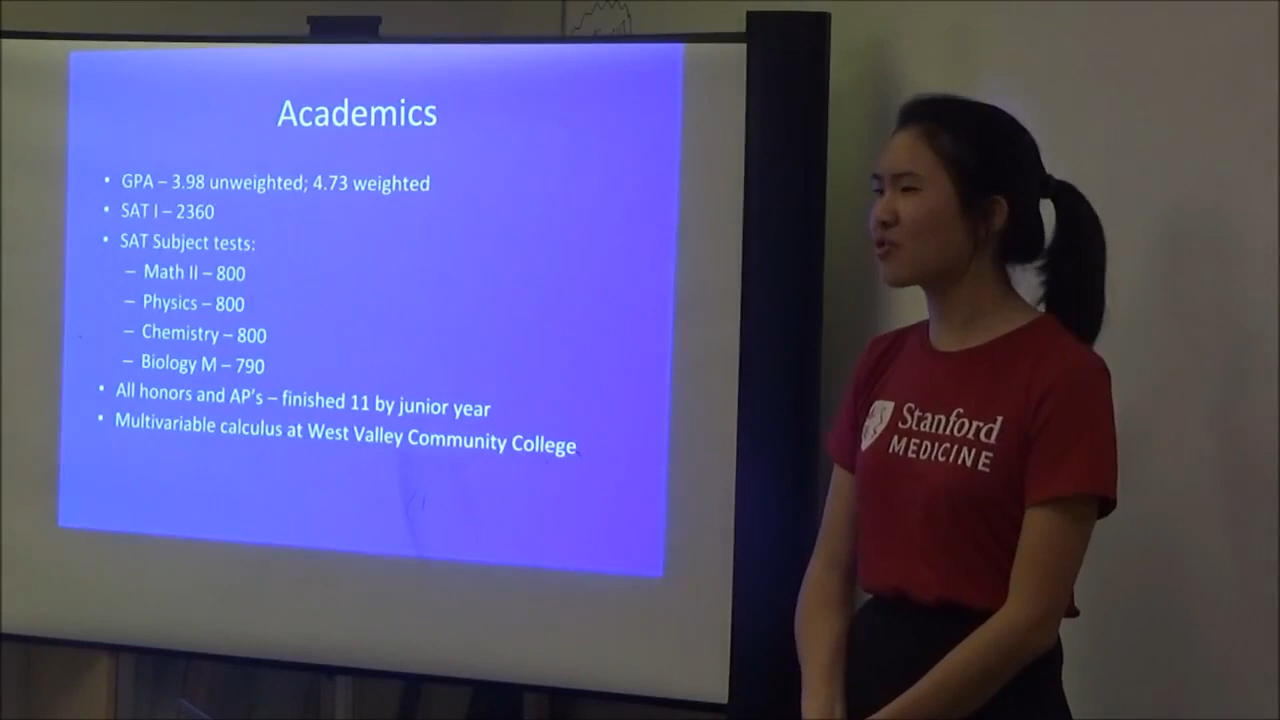 Academics
• GPA – 3.98 unweighted; 4.73 weighted
• SAT I – 2360
• SAT Subject tests:
– Math II – 800
– Physics – 800
– Chemistry – 800
– Biology M – 790
• All honors and AP's – finished 11 by junior year
• Multivariable calculus at West Valley Community College
Stanford
MEDICINE